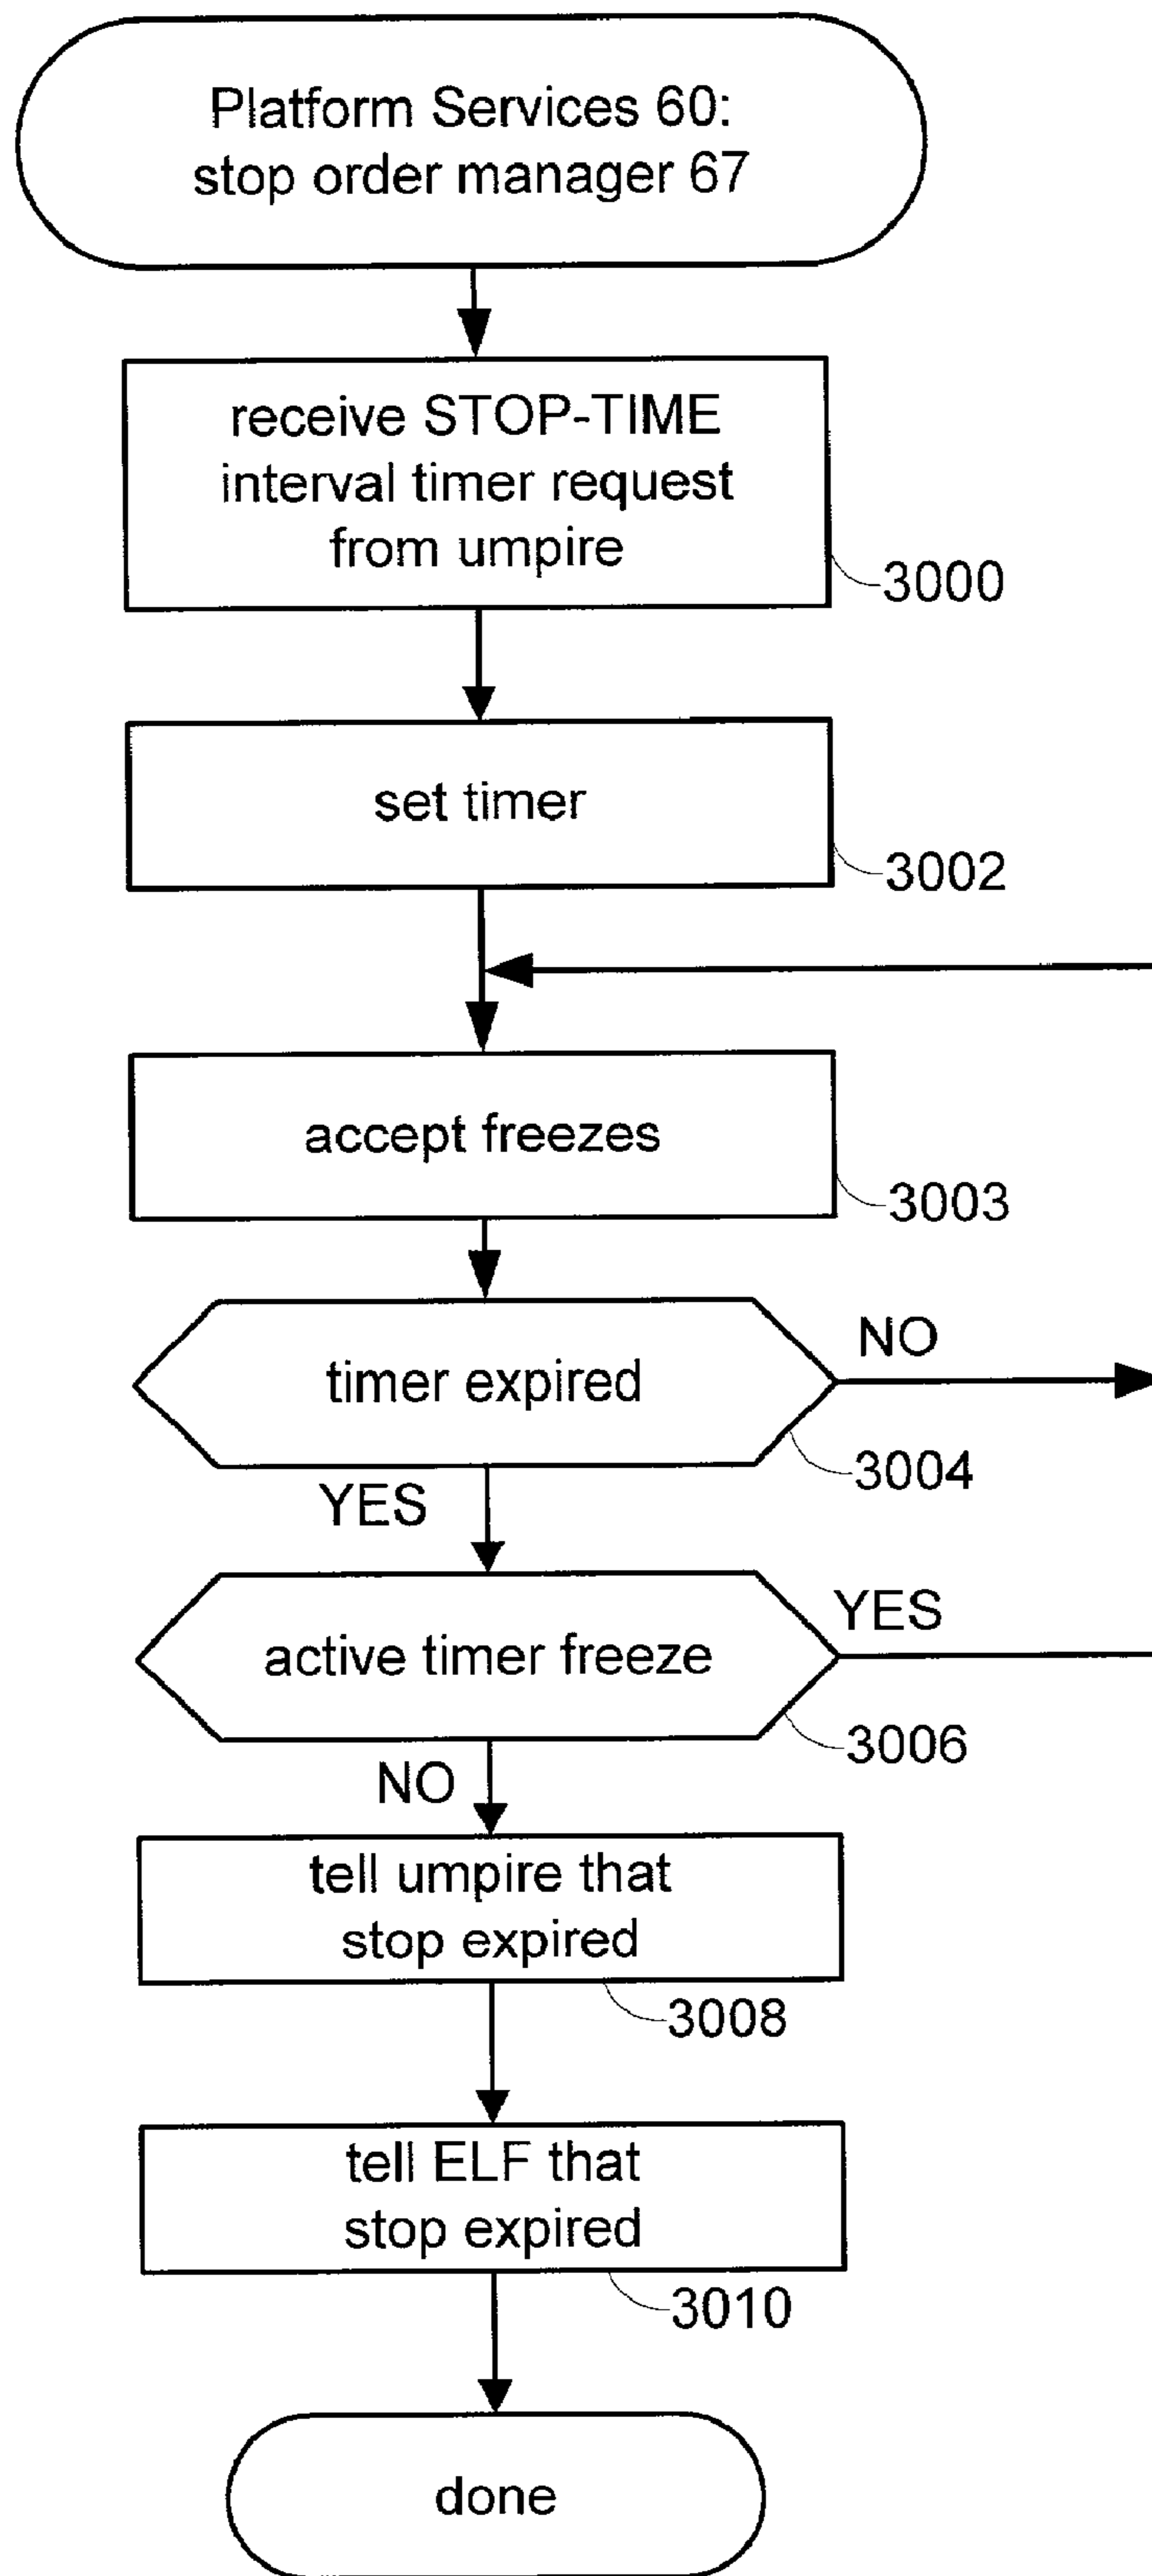 Platform Services 60:
stop order manager 67
receive STOP-TIME
interval timer request
from umpire
3000
set timer
3002
accept freezes
3003
timer expired
NO
3004
YES
active timer freeze
YES
3006
NO
tell umpire that
stop expired
3008
tell ELF that
stop expired
3010
done